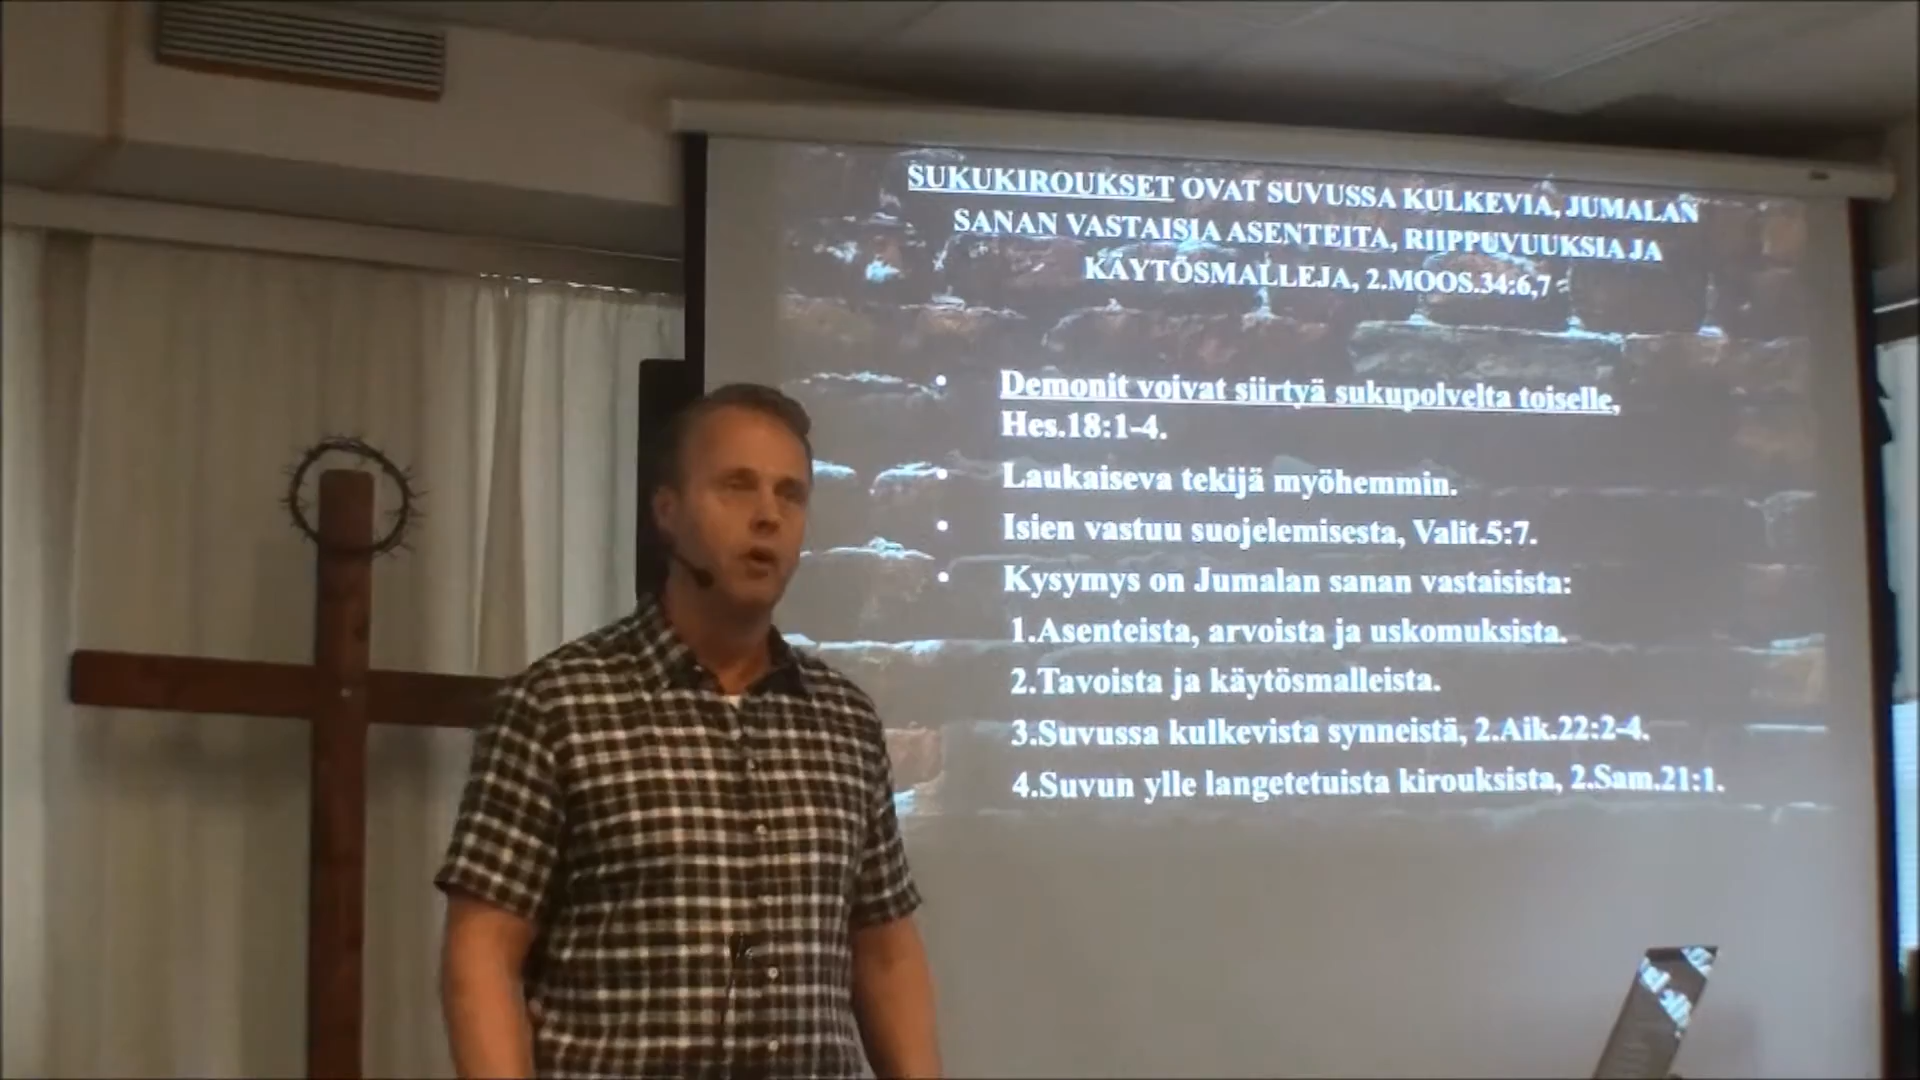 SUKUKIROUKSET OVAT SUVUSSA KULKEVIA, JUMALAN
SANAN VASTAISIA ASENTEITA, RIIPPUVUUKSIA JA
KÄYTÖSMALLEJA, 2.MOOS.34:6,7
• Demonit voivat siirtyä sukupolvelta toiselle,
Hes.18:1-4.
• Laukaiseva tekijä myöhemmin.
• Isien vastuu suojelemisesta, Valit.5:7.
• Kysymys on Jumalan sanan vastaisista:
1.Asenteista, arvoista ja uskomuksista.
2.Tavoista ja käytösmalleista.
3.Suvussa kulkevista synneistä, 2.Aik.22:2-4.
4.Suvun ylle langetetuista kirouksista, 2.Sam.21:1.